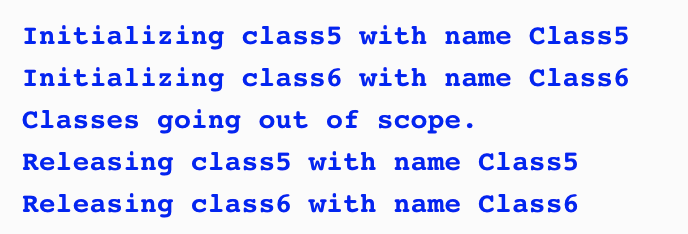 Initializing class5 with name Class5
Initializing class6 with name Class6
Classes going out of scope.
Releasing class5 with name Class5
Releasing class6 with name Class6